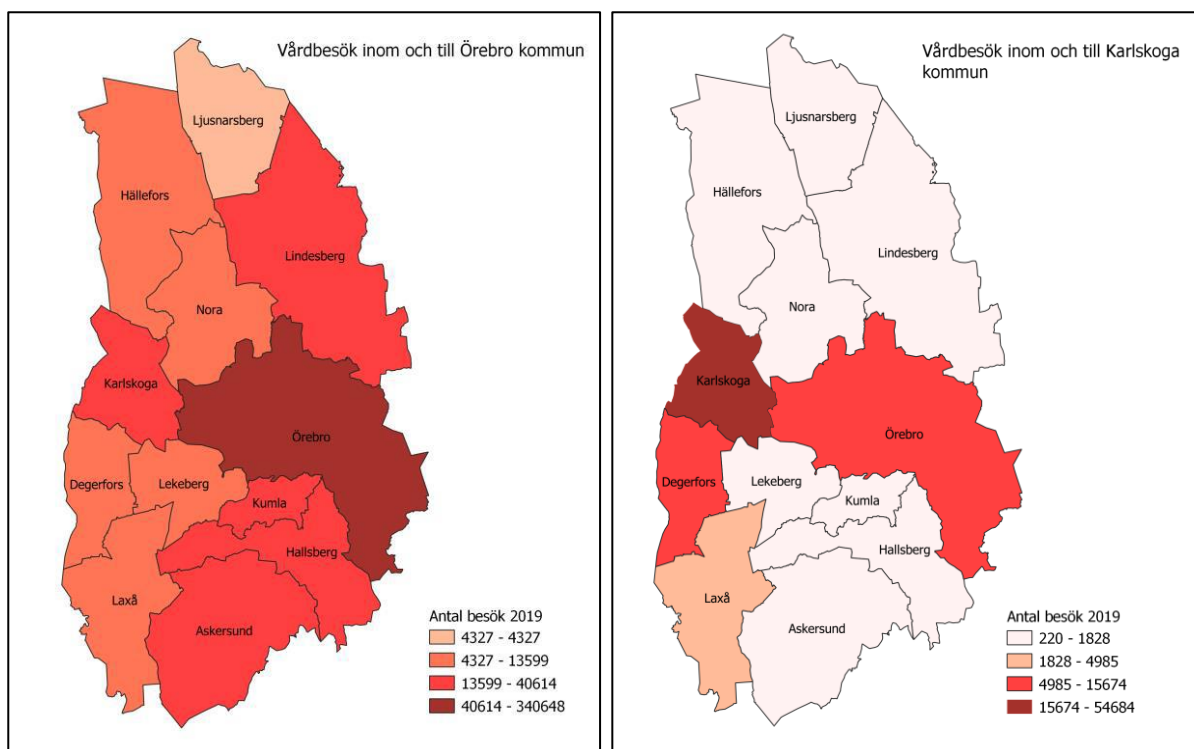 Vårdbesök inom och till Örebro kommun
Ljusnarsberg
Hällefors
Lindesberg
Nora
Karlskoga
Örebro
Degerfors
Lekeberg
Kumla
Hallsberg
Laxå
Askersund
Antal besök 2019
4327 - 4327
4327 - 13599
13599 - 40614
40614 - 340648
Vårdbesök inom och till Karlskoga
kommun
Ljusnarsberg
Hällefors
Lindesberg
Nora
Karlskoga
Örebro
Degerfors
Lekeberg
Kumla
Hallsberg
Laxå
Askersund
Antal besök 2019
220 - 1828
1828 - 4985
4985 - 15674
15674 - 54684